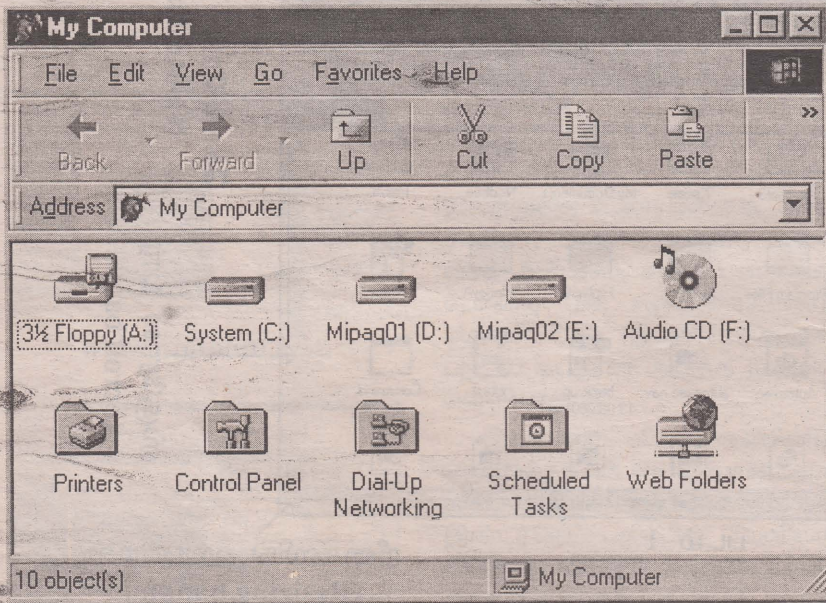 My Computer
File Edit View Go Favorites Help
Back Forward Up Cut Copy Paste »
Address My Computer
3½ Floppy (A:) System (C:) Mipaq01 (D:) Mipaq02 (E:) Audio CD (F:)
Printers Control Panel Dial-Up Networking Scheduled Tasks Web Folders
10 object(s) My Computer